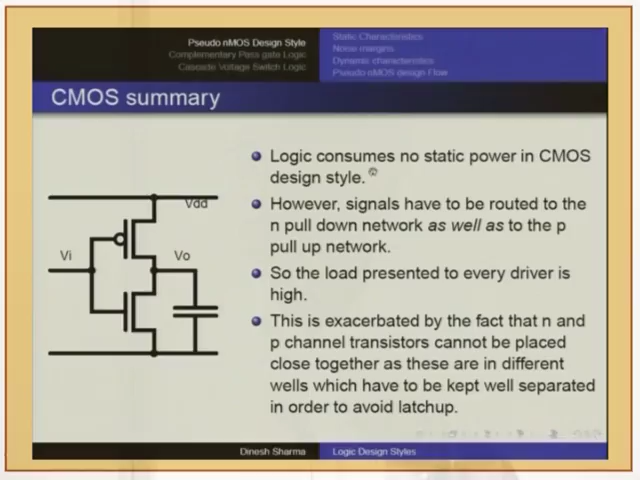 Pseudo nMOS Design Style
Complementary Pass gate Logic
Cascade Voltage Switch Logic
Static Characteristics
Noise margins
Dynamic characteristics
Pseudo nMOS design Flow
CMOS summary
Vdd
Vi
Vo
Logic consumes no static power in CMOS
design style.
However, signals have to be routed to the
n pull down network as well as to the p
pull up network.
So the load presented to every driver is
high.
This is exacerbated by the fact that n and
p channel transistors cannot be placed
close together as these are in different
wells which have to be kept well separated
in order to avoid latchup.
Dinesh Sharma
Logic Design Styles